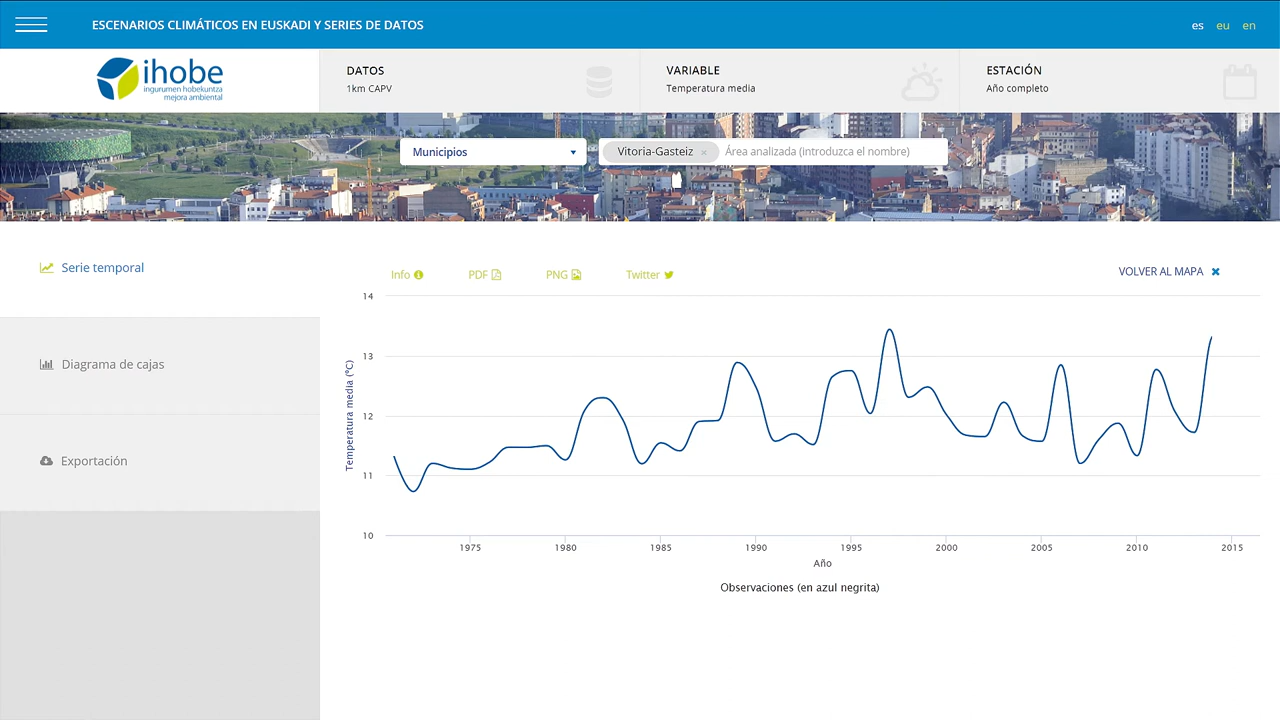 ESCENARIOS CLIMÁTICOS EN EUSKADI Y SERIES DE DATOS
es eu en
ihobe
ingurumen hobekuntza
mejora ambiental
DATOS
1km CAPV
VARIABLE
Temperatura media
ESTACIÓN
Año completo
Municipios
Vitoria-Gasteiz × Área analizada (introduzca el nombre)
Serie temporal
Diagrama de cajas
Exportación
Info PDF PNG Twitter
VOLVER AL MAPA
14
13
12
11
10
Temperatura media (°C)
1975 1980 1985 1990 1995 2000 2005 2010 2015
Año
Observaciones (en azul negrita)